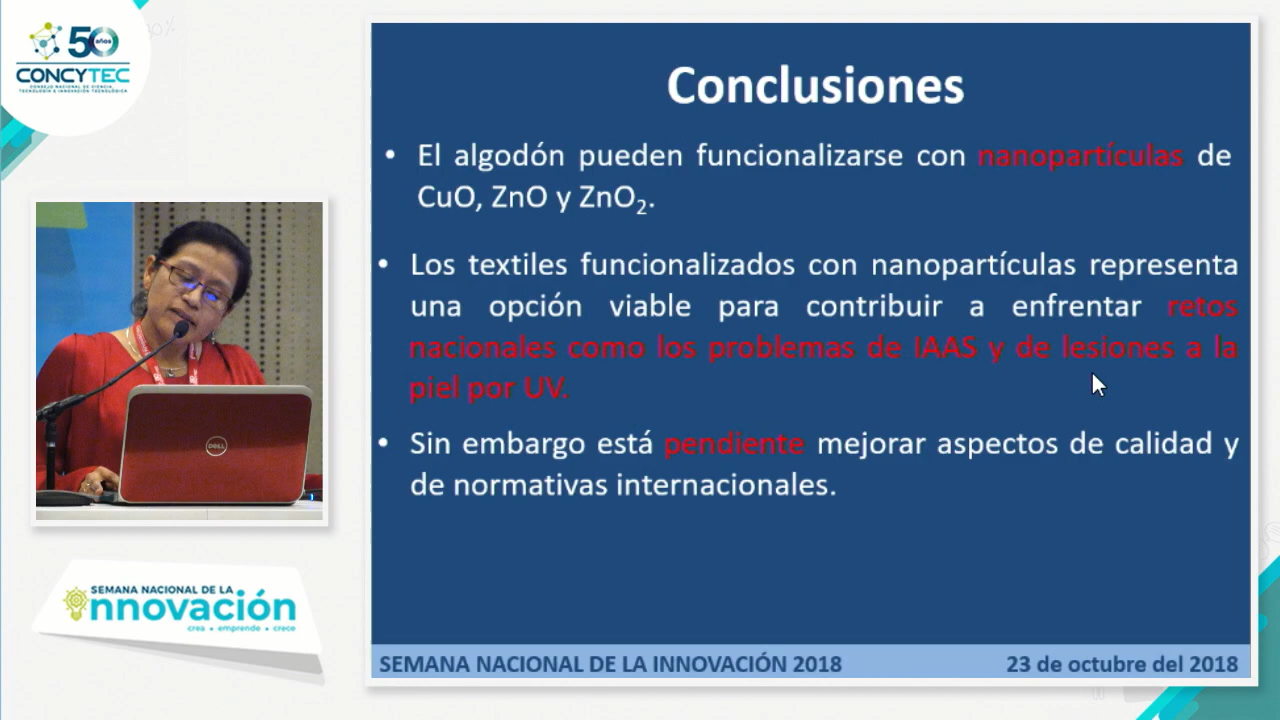 50 años
CONCYTEC
CONSEJO NACIONAL DE CIENCIA,
TECNOLOGÍA E INNOVACIÓN TECNOLÓGICA
Conclusiones
• El algodón pueden funcionalizarse con nanopartículas de
CuO, ZnO y ZnO₂.
• Los textiles funcionalizados con nanopartículas representa
una opción viable para contribuir a enfrentar retos
nacionales como los problemas de IAAS y de lesiones a la
piel por UV.
• Sin embargo está pendiente mejorar aspectos de calidad y
de normativas internacionales.
DELL
SEMANA NACIONAL DE LA
innovación
crea • emprende • crece
SEMANA NACIONAL DE LA INNOVACIÓN 2018
23 de octubre del 2018